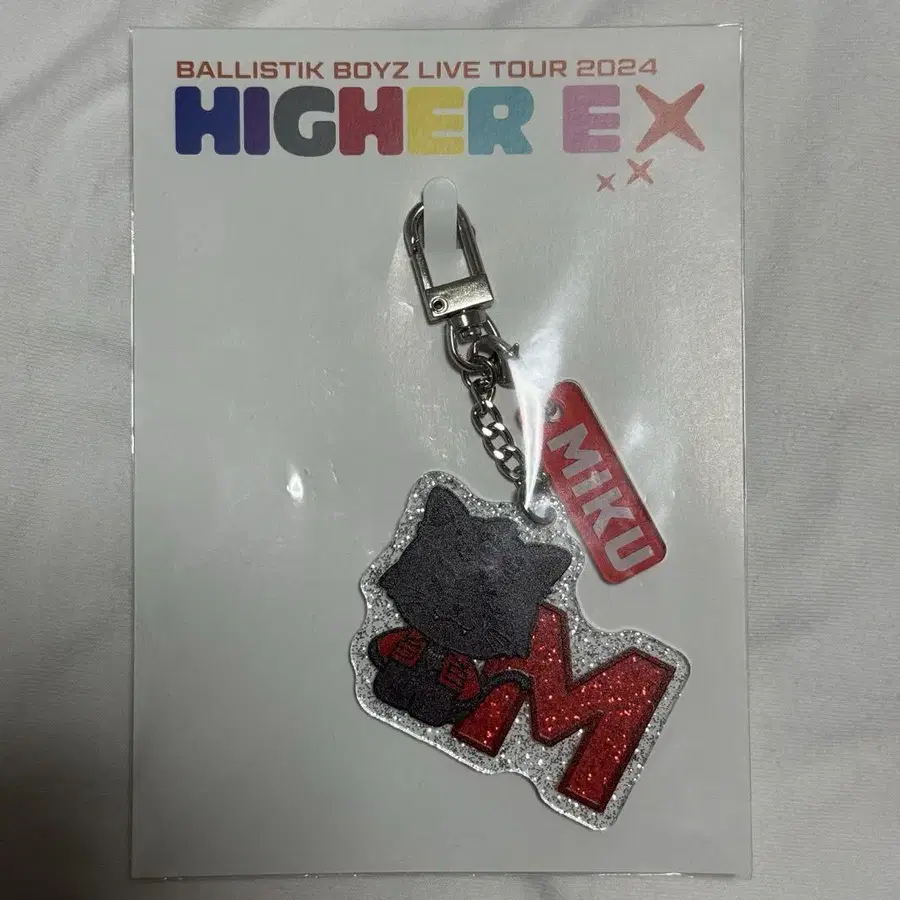 BALLISTIK BOYZ LIVE TOUR 2024
HIGHER EX
MIKU
M